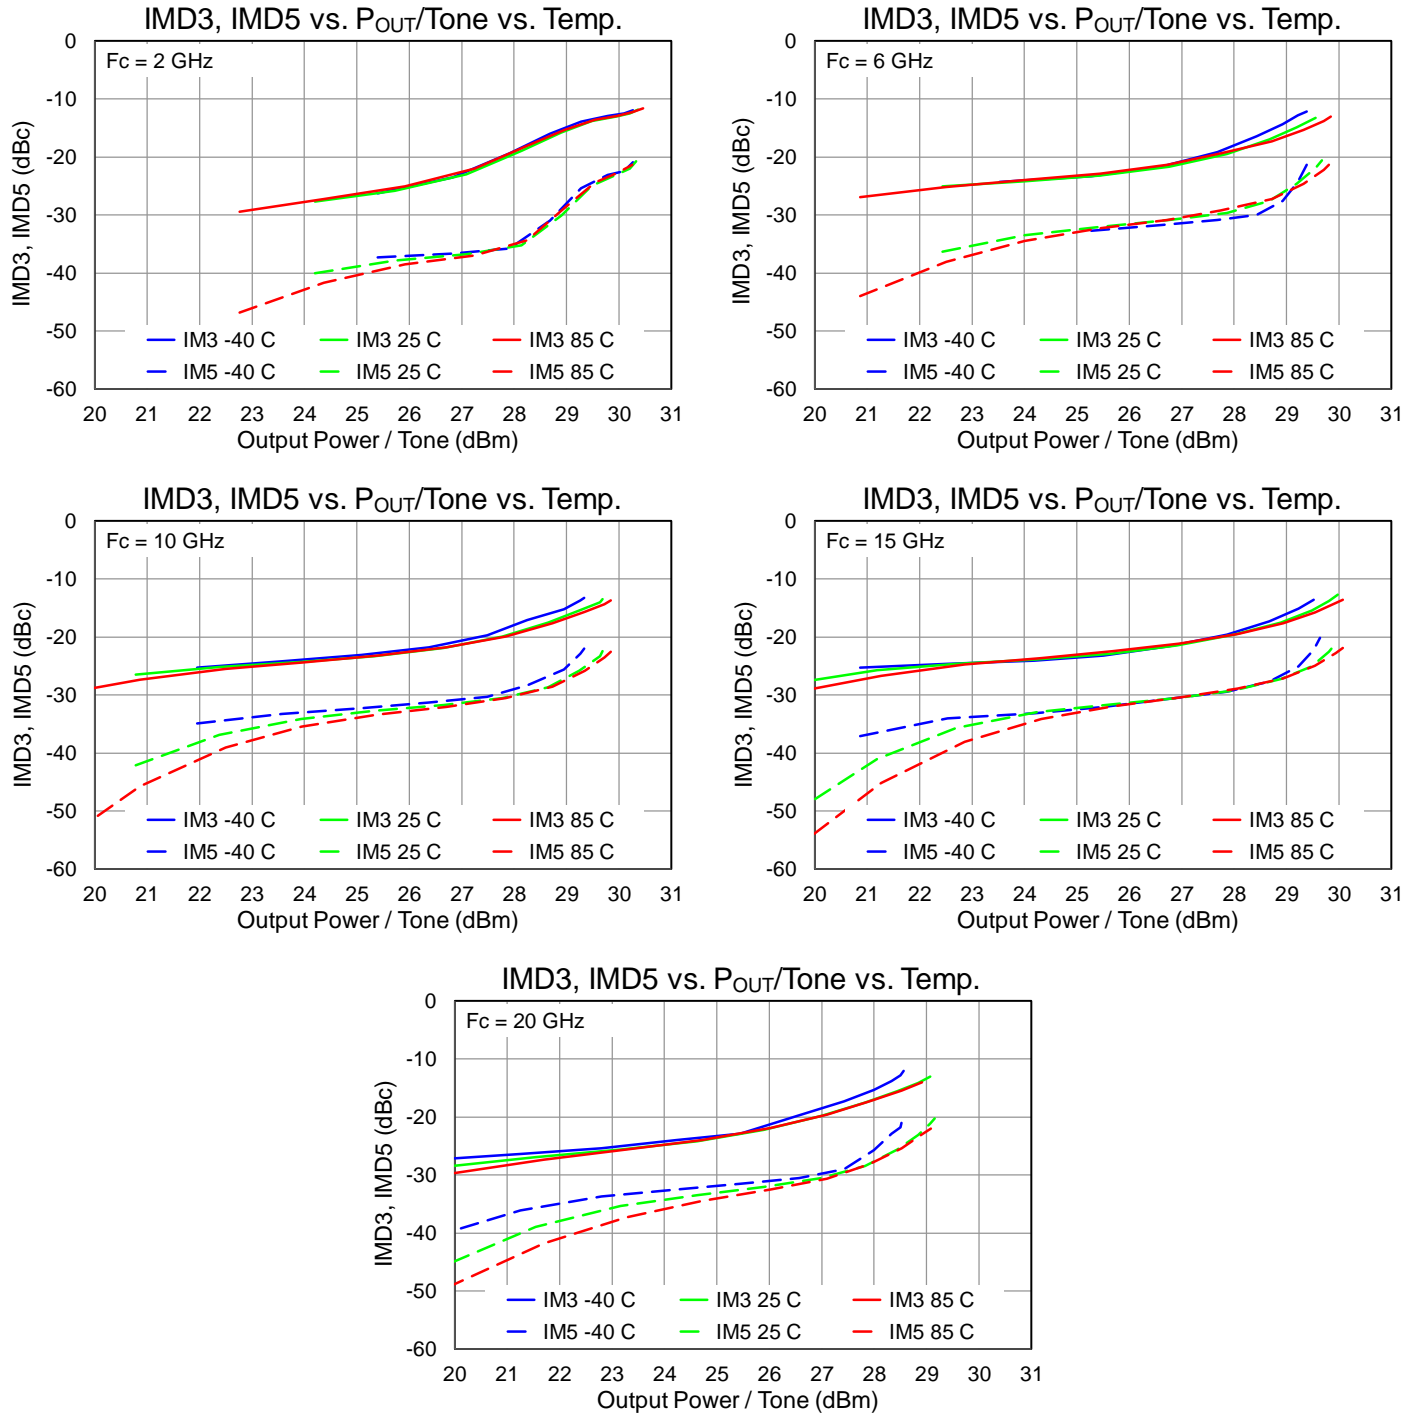 IMD3, IMD5 vs. POUT/Tone vs. Temp.
Fc = 2 GHz
IMD3, IMD5 (dBc)
0
-10
-20
-30
-40
-50
-60
IM3 -40 C IM3 25 C IM3 85 C
IM5 -40 C IM5 25 C IM5 85 C
20 21 22 23 24 25 26 27 28 29 30 31
Output Power / Tone (dBm)
IMD3, IMD5 vs. POUT/Tone vs. Temp.
Fc = 6 GHz
IMD3, IMD5 (dBc)
0
-10
-20
-30
-40
-50
-60
IM3 -40 C IM3 25 C IM3 85 C
IM5 -40 C IM5 25 C IM5 85 C
20 21 22 23 24 25 26 27 28 29 30 31
Output Power / Tone (dBm)
IMD3, IMD5 vs. POUT/Tone vs. Temp.
Fc = 10 GHz
IMD3, IMD5 (dBc)
0
-10
-20
-30
-40
-50
-60
IM3 -40 C IM3 25 C IM3 85 C
IM5 -40 C IM5 25 C IM5 85 C
20 21 22 23 24 25 26 27 28 29 30 31
Output Power / Tone (dBm)
IMD3, IMD5 vs. POUT/Tone vs. Temp.
Fc = 15 GHz
IMD3, IMD5 (dBc)
0
-10
-20
-30
-40
-50
-60
IM3 -40 C IM3 25 C IM3 85 C
IM5 -40 C IM5 25 C IM5 85 C
20 21 22 23 24 25 26 27 28 29 30 31
Output Power / Tone (dBm)
IMD3, IMD5 vs. POUT/Tone vs. Temp.
Fc = 20 GHz
IMD3, IMD5 (dBc)
0
-10
-20
-30
-40
-50
-60
IM3 -40 C IM3 25 C IM3 85 C
IM5 -40 C IM5 25 C IM5 85 C
20 21 22 23 24 25 26 27 28 29 30 31
Output Power / Tone (dBm)